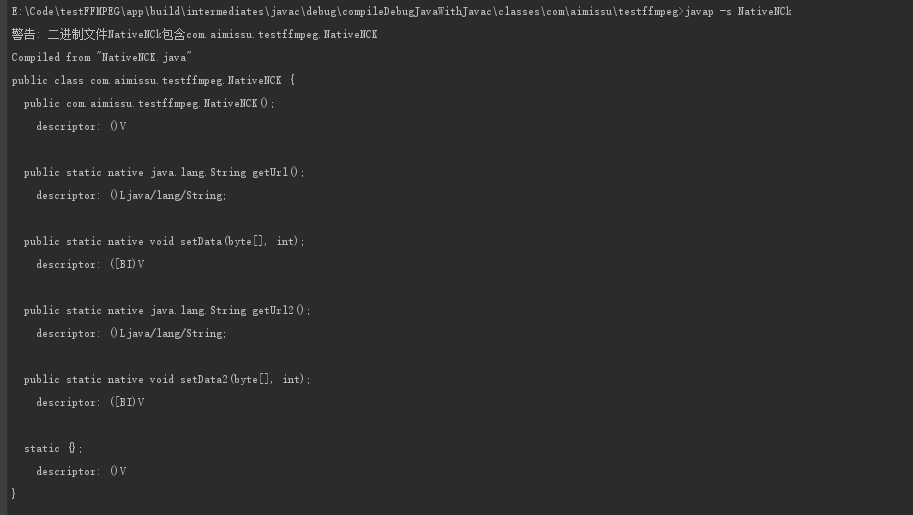 E:\Code\testFFMPEG\app\build\intermediates\javac\debug\compileDebugJavaWithJavac\classes\com\aimissu\testffmpeg>javap -s NativeNCk
警告: 二进制文件NativeNCk包含com.aimissu.testffmpeg.NativeNCK
Compiled from "NativeNCK.java"
public class com.aimissu.testffmpeg.NativeNCK {
  public com.aimissu.testffmpeg.NativeNCK();
    descriptor: ()V
  public static native java.lang.String getUrl();
    descriptor: ()Ljava/lang/String;
  public static native void setData(byte[], int);
    descriptor: ([BI)V
  public static native java.lang.String getUrl2();
    descriptor: ()Ljava/lang/String;
  public static native void setData2(byte[], int);
    descriptor: ([BI)V
  static {};
    descriptor: ()V
}